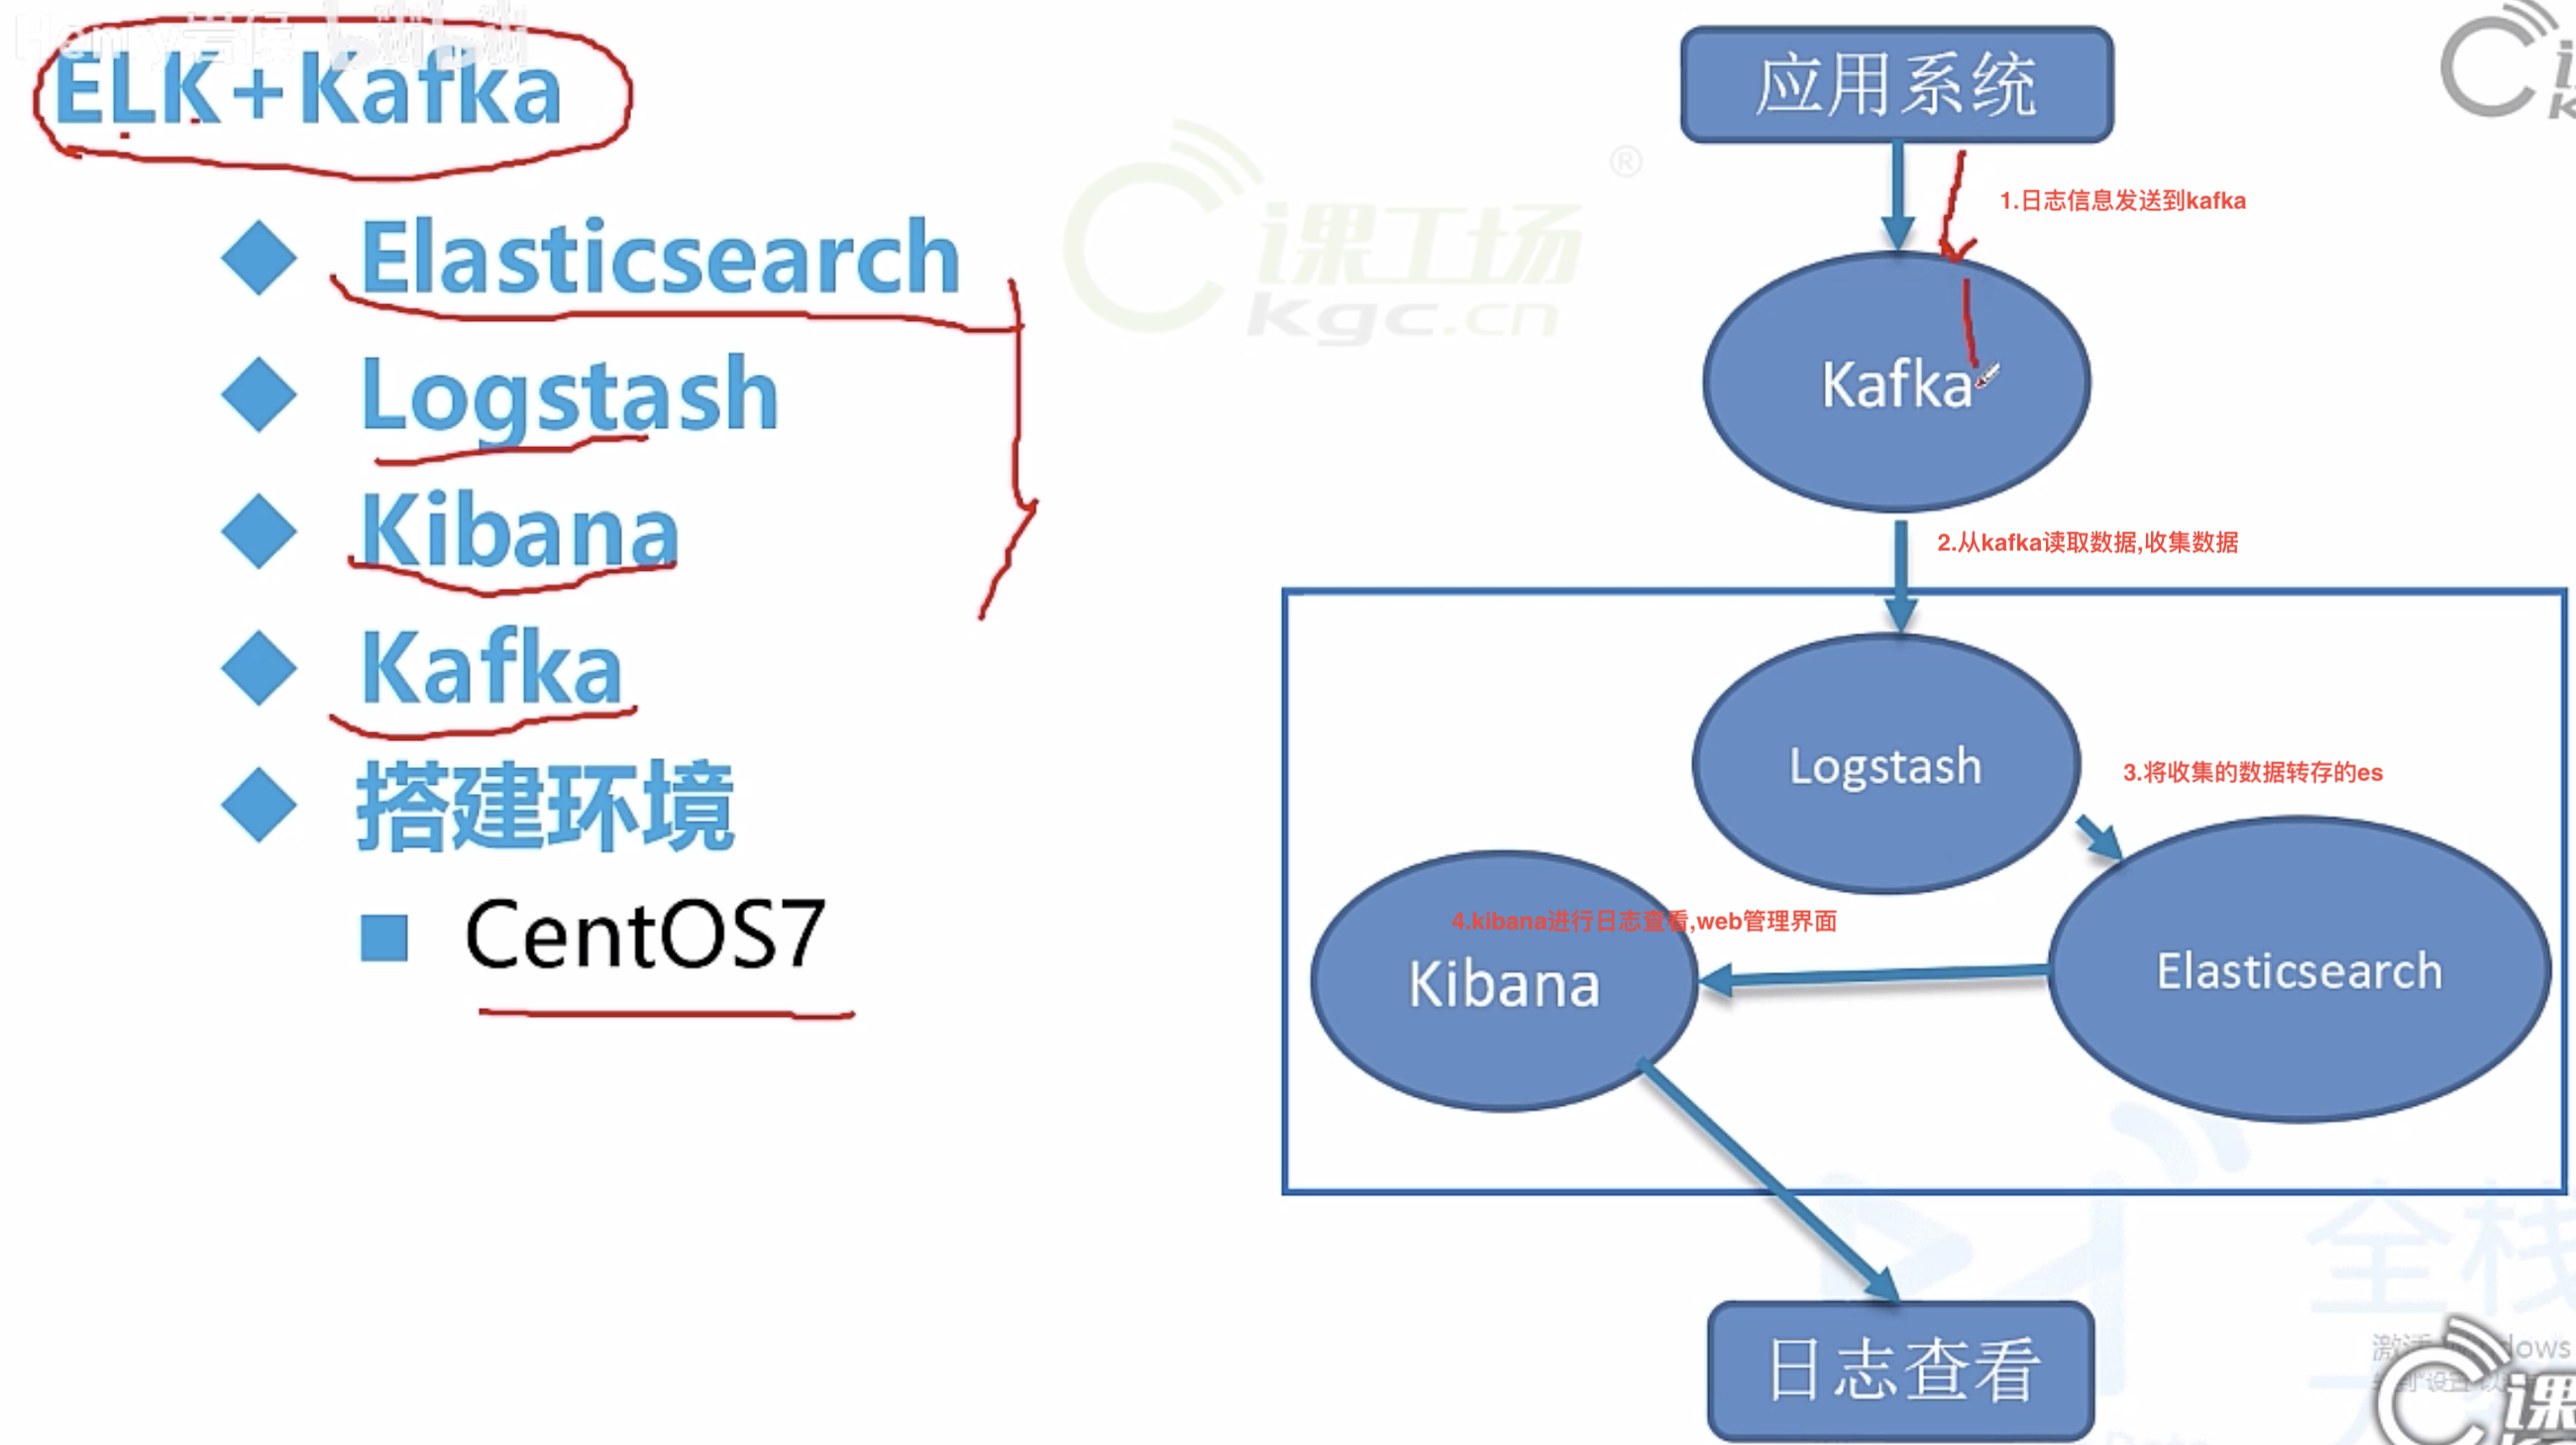 ELK+Kafka
Elasticsearch
Logstash
Kibana
Kafka
搭建环境
CentOS7
课工场
®
kgc.cn
应用系统
1.日志信息发送到kafka
Kafka
2.从kafka读取数据,收集数据
Logstash
3.将收集的数据转存的es
4.kibana进行日志查看,web管理界面
Kibana
Elasticsearch
日志查看
全栈
课